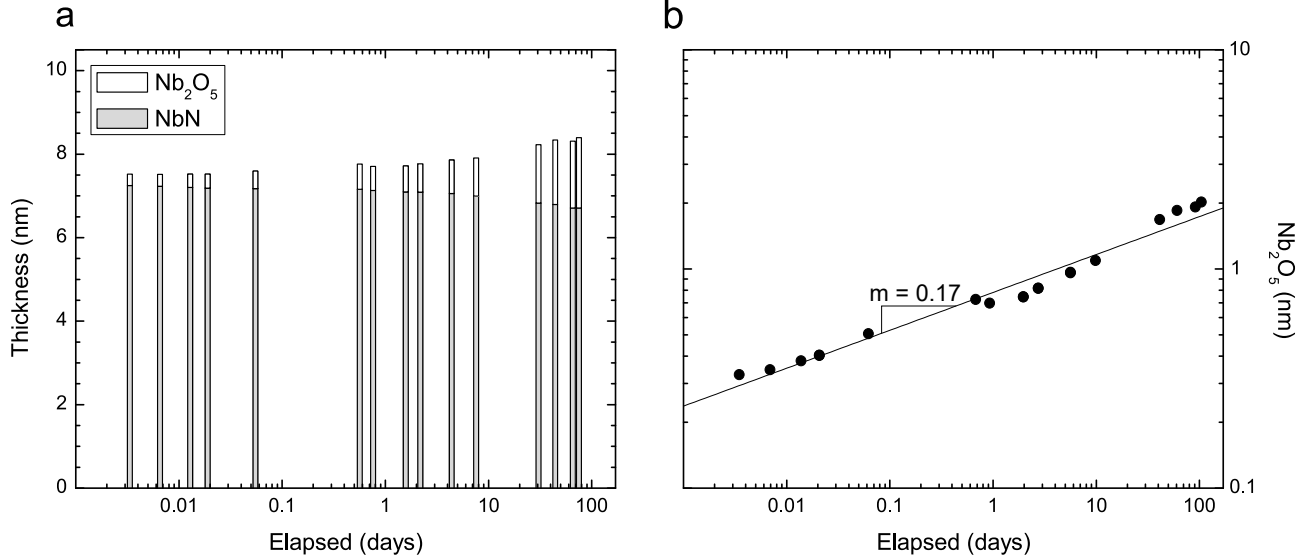 a
10
8
6
4
2
0
Thickness (nm)
Nb₂O₅
NbN
0.01
0.1
1
10
100
Elapsed (days)
b
10
1
0.1
Nb₂O₅ (nm)
m = 0.17
0.01
0.1
1
10
100
Elapsed (days)